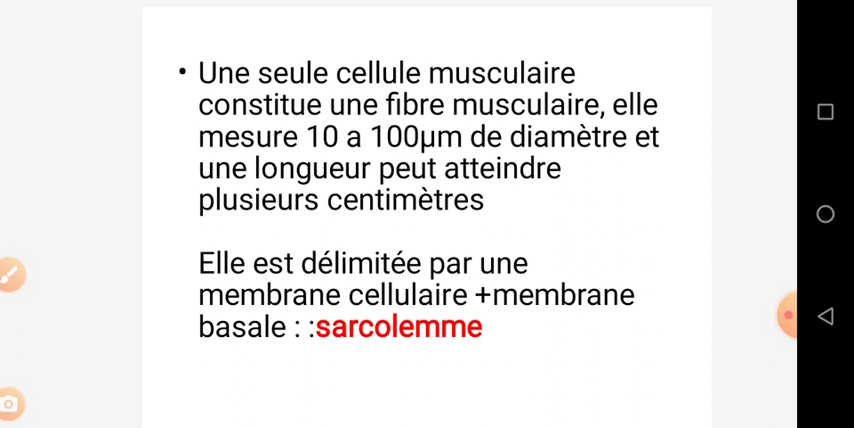 • Une seule cellule musculaire
constitue une fibre musculaire, elle
mesure 10 a 100µm de diamètre et
une longueur peut atteindre
plusieurs centimètres
Elle est délimitée par une
membrane cellulaire +membrane
basale : :sarcolemme